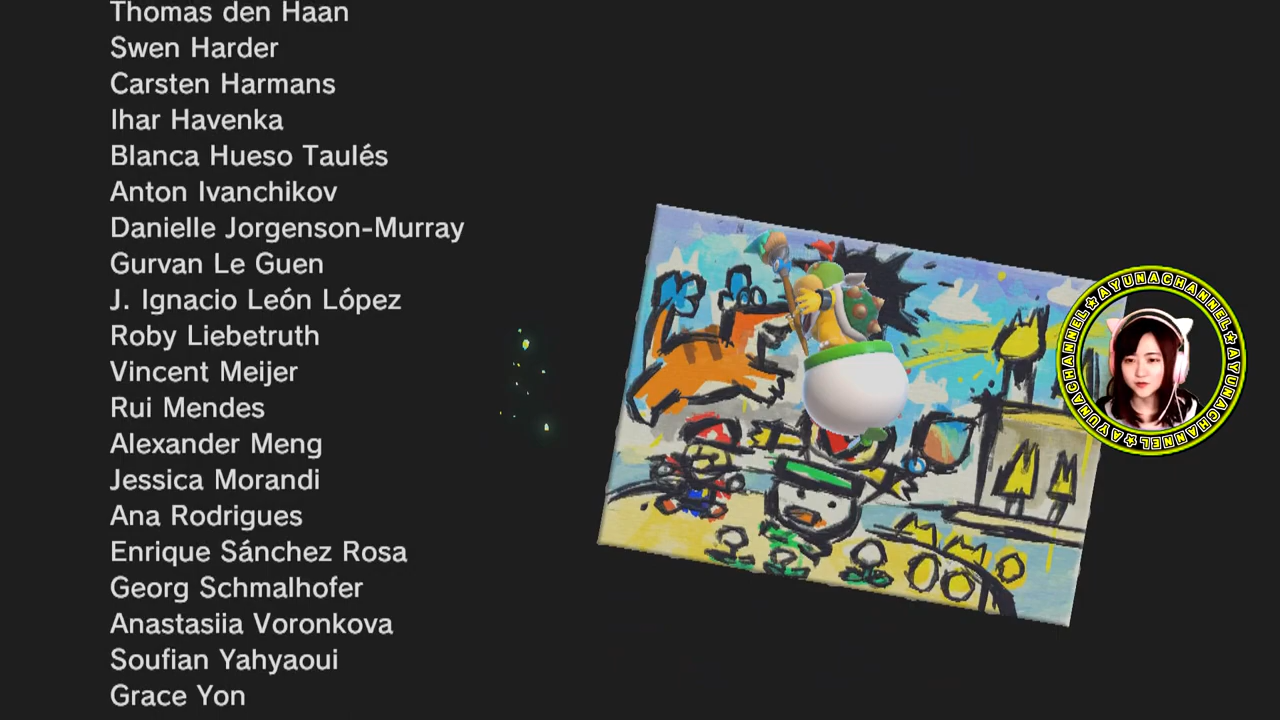 Thomas den Haan
Swen Harder
Carsten Harmans
Ihar Havenka
Blanca Hueso Taulés
Anton Ivanchikov
Danielle Jorgenson-Murray
Gurvan Le Guen
J. Ignacio León López
Roby Liebetruth
Vincent Meijer
Rui Mendes
Alexander Meng
Jessica Morandi
Ana Rodrigues
Enrique Sánchez Rosa
Georg Schmalhofer
Anastasiia Voronkova
Soufian Yahyaoui
Grace Yon
★AYUNACHANNEL★AYUNACHANNEL★AYUNACHANNEL